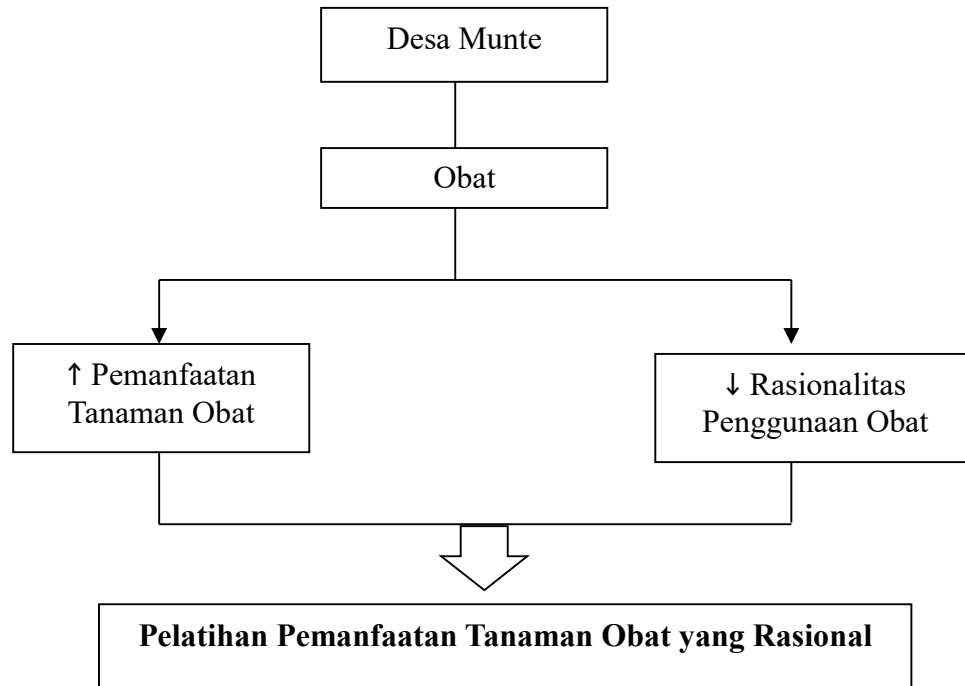 Desa Munte
Obat
↑ Pemanfaatan
Tanaman Obat
↓ Rasionalitas
Penggunaan Obat
Pelatihan Pemanfaatan Tanaman Obat yang Rasional